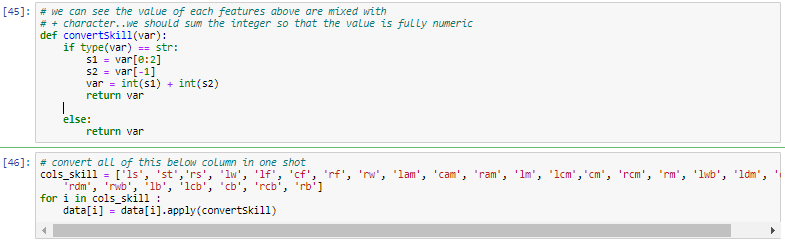 [45]: # we can see the value of each features above are mixed with
# + character..we should sum the integer so that the value is fully numeric
def convertSkill(var):
if type(var) == str:
s1 = var[0:2]
s2 = var[-1]
var = int(s1) + int(s2)
return var
else:
return var
[46]: # convert all of this below column in one shot
cols_skill = ['ls', 'st','rs', 'lw', 'lf', 'cf', 'rf', 'rw', 'lam', 'cam', 'ram', 'lm', 'lcm','cm', 'rcm', 'rm', 'lwb', 'ldm',
'rdm', 'rwb', 'lb', 'lcb', 'cb', 'rcb', 'rb']
for i in cols_skill :
data[i] = data[i].apply(convertSkill)